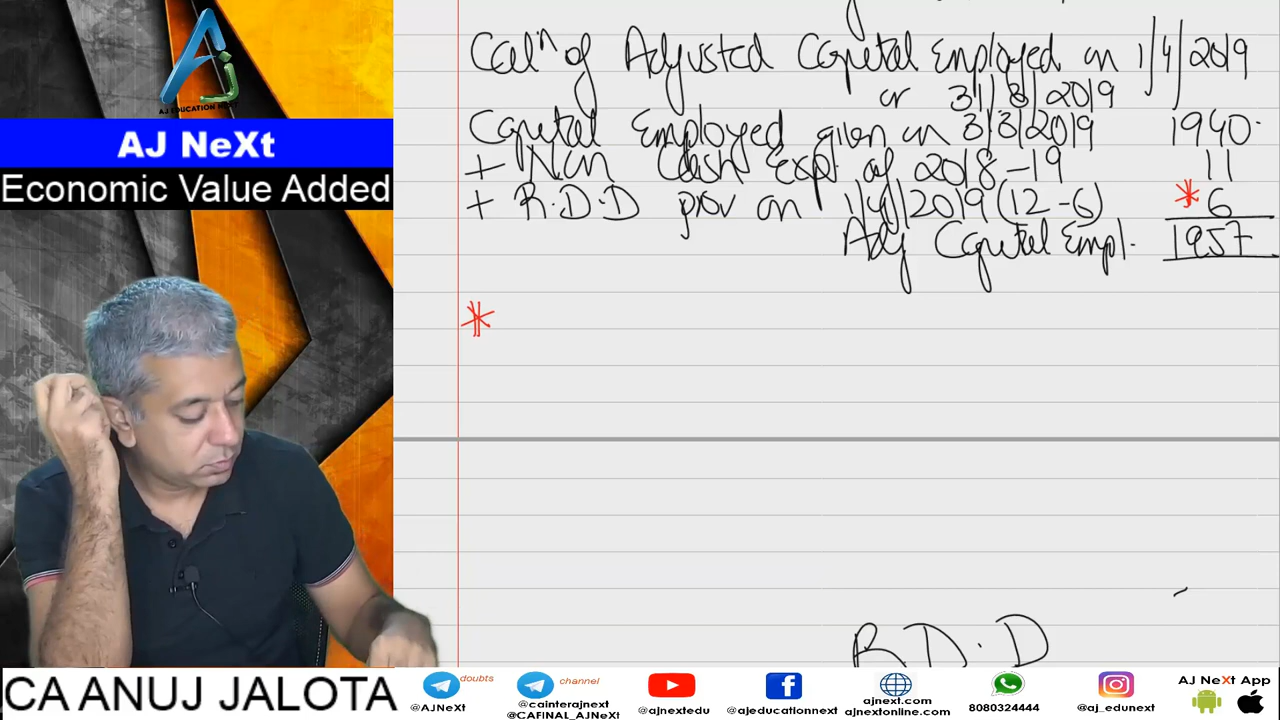 Cal'n of Adjusted Capital Employed on 1/4/2019
or 31/3/2019
Capital Employed given on 31/3/2019 1940
+ Non Cash Exp. of 2018-19 11
+ R.D.D prov on 1/4/2019 (12-6) * 6
Adj Capital Empl. 1957
*
R.D.D
AJ EDUCATION NEXT
AJ NeXt
Economic Value Added
CA ANUJ JALOTA
doubts
@AJNeXt
channel
@cainterajnext
@CAFINAL_AJNeXt
@ajnextedu
@ajeducationnext
ajnext.com
ajnextonline.com
8080324444
@aj_edunext
AJ NeXt App